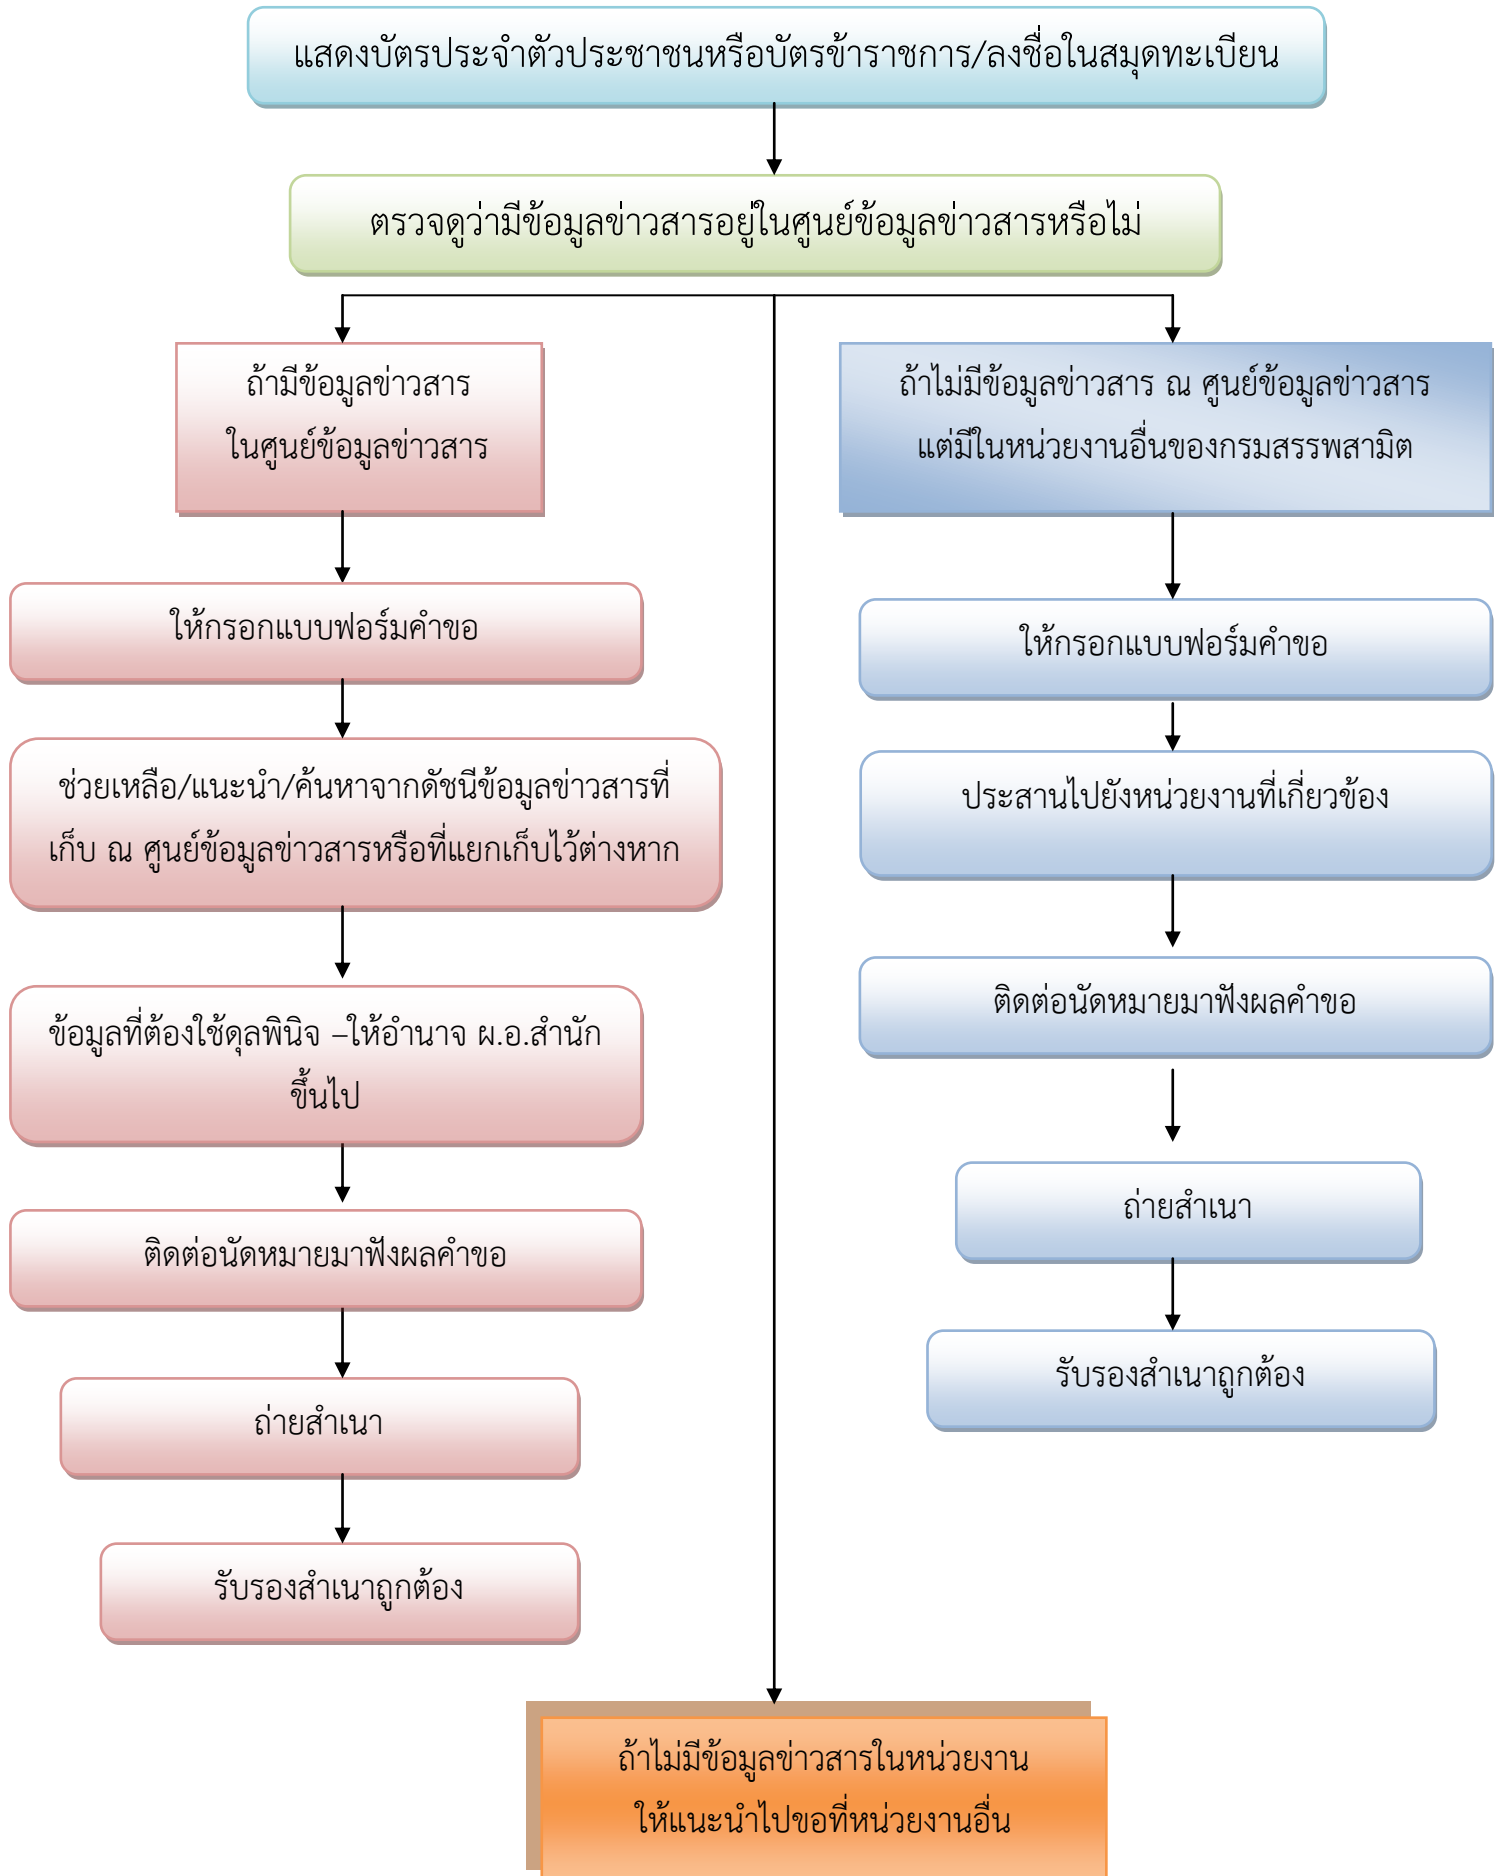 แสดงบัตรประจำตัวประชาชนหรือบัตรข้าราชการ/ลงชื่อในสมุดทะเบียน
ตรวจดูว่ามีข้อมูลข่าวสารอยู่ในศูนย์ข้อมูลข่าวสารหรือไม่
ถ้ามีข้อมูลข่าวสาร
ในศูนย์ข้อมูลข่าวสาร
ให้กรอกแบบฟอร์มคำขอ
ช่วยเหลือ/แนะนำ/ค้นหาจากดัชนีข้อมูลข่าวสารที่
เก็บ ณ ศูนย์ข้อมูลข่าวสารหรือที่แยกเก็บไว้ต่างหาก
ข้อมูลที่ต้องใช้ดุลพินิจ –ให้อำนาจ ผ.อ.สำนัก
ขึ้นไป
ติดต่อนัดหมายมาฟังผลคำขอ
ถ่ายสำเนา
รับรองสำเนาถูกต้อง
ถ้าไม่มีข้อมูลข่าวสาร ณ ศูนย์ข้อมูลข่าวสาร
แต่มีในหน่วยงานอื่นของกรมสรรพสามิต
ให้กรอกแบบฟอร์มคำขอ
ประสานไปยังหน่วยงานที่เกี่ยวข้อง
ติดต่อนัดหมายมาฟังผลคำขอ
ถ่ายสำเนา
รับรองสำเนาถูกต้อง
ถ้าไม่มีข้อมูลข่าวสารในหน่วยงาน
ให้แนะนำไปขอที่หน่วยงานอื่น